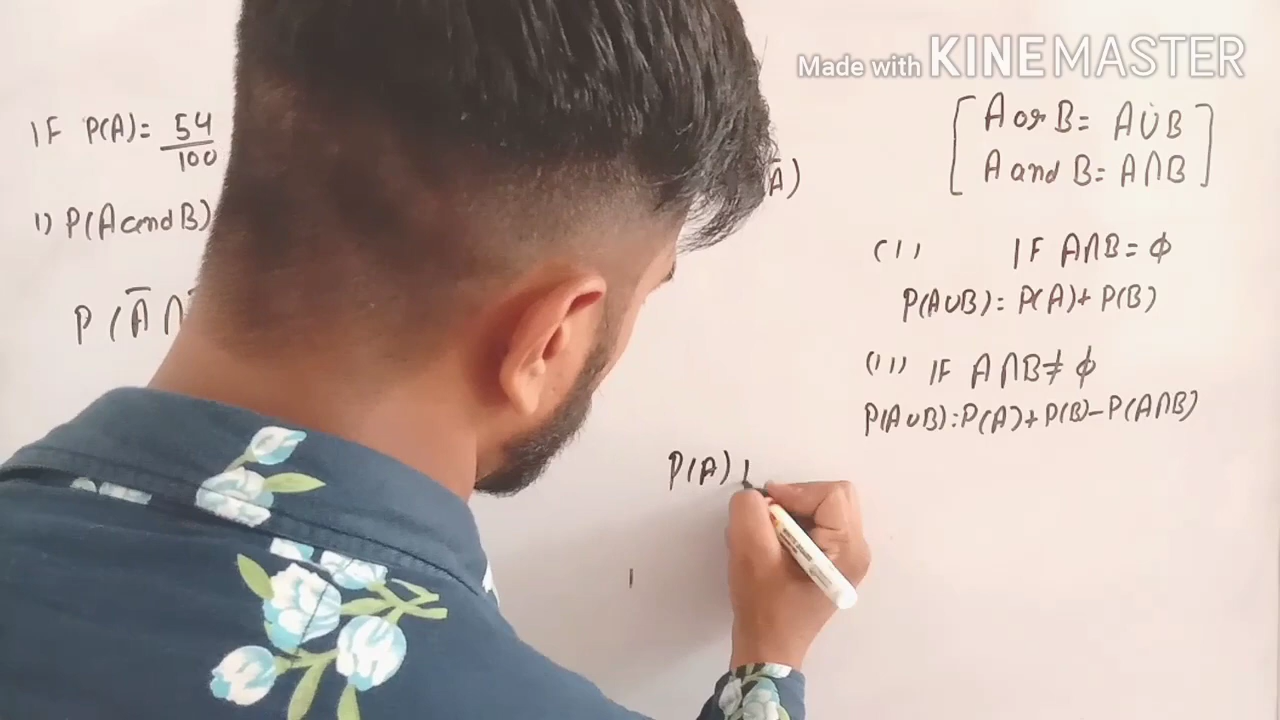 Made with KINEMASTER
IF P(A) = 54/100
Ā)
1) P(A and B)
P(Ā ∩
[ A or B = A∪B
A and B = A∩B ]
(1) IF A∩B = ϕ
P(A∪B) = P(A) + P(B)
(11) IF A∩B ≠ ϕ
P(A∪B) = P(A) + P(B) - P(A∩B)
P(A)